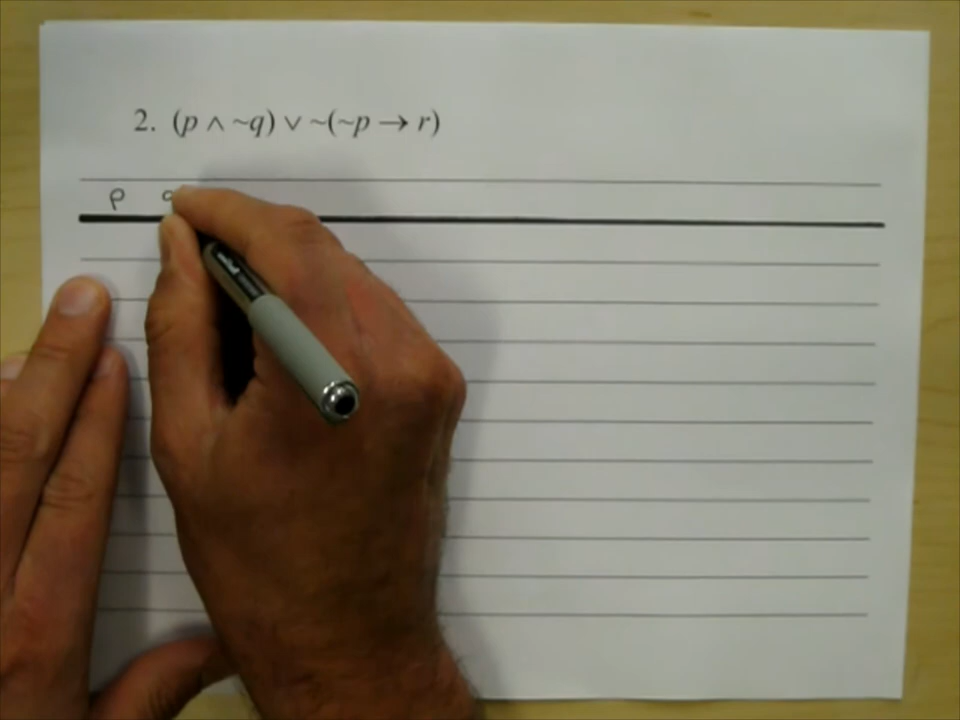 2. (p ∧ ~q) ∨ ~(~p → r)
p q